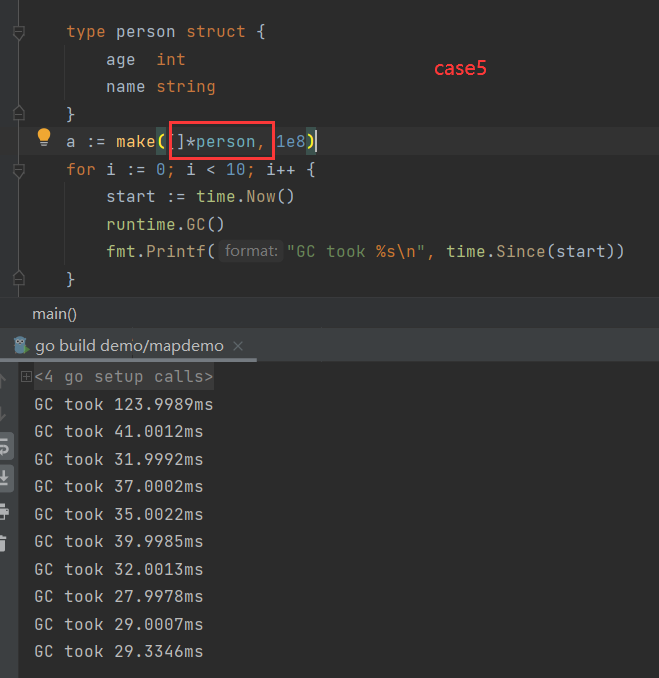 type person struct {
age int
case5
name string
}
a := make([]*person, 1e8)
for i := 0; i < 10; i++ {
start := time.Now()
runtime.GC()
fmt.Printf( format: "GC took %s\n", time.Since(start))
}
main()
go build demo/mapdemo
<4 go setup calls>
GC took 123.9989ms
GC took 41.0012ms
GC took 31.9992ms
GC took 37.0002ms
GC took 35.0022ms
GC took 39.9985ms
GC took 32.0013ms
GC took 27.9978ms
GC took 29.0007ms
GC took 29.3346ms